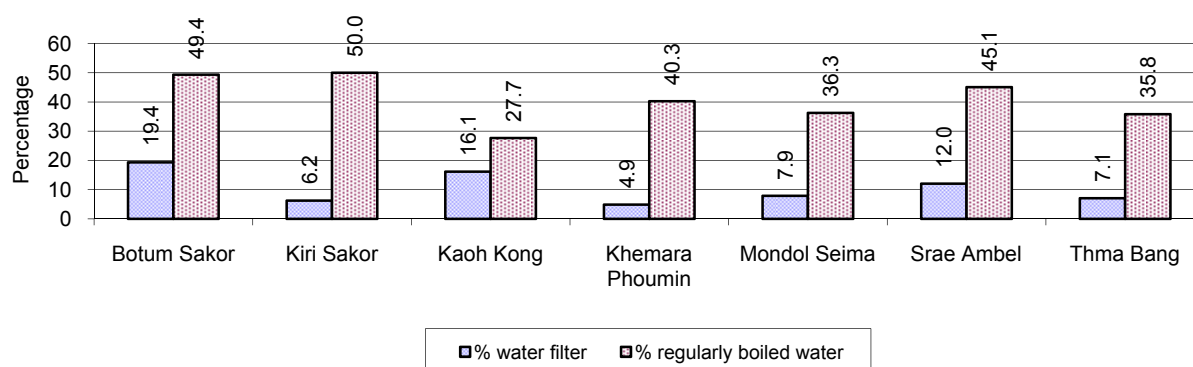 Percentage
60
50
40
30
20
10
0
19.4
49.4
6.2
50.0
16.1
27.7
4.9
40.3
7.9
36.3
12.0
45.1
7.1
35.8
Botum Sakor
Kiri Sakor
Kaoh Kong
Khemara
Phoumin
Mondol Seima
Srae Ambel
Thma Bang
% water filter
% regularly boiled water